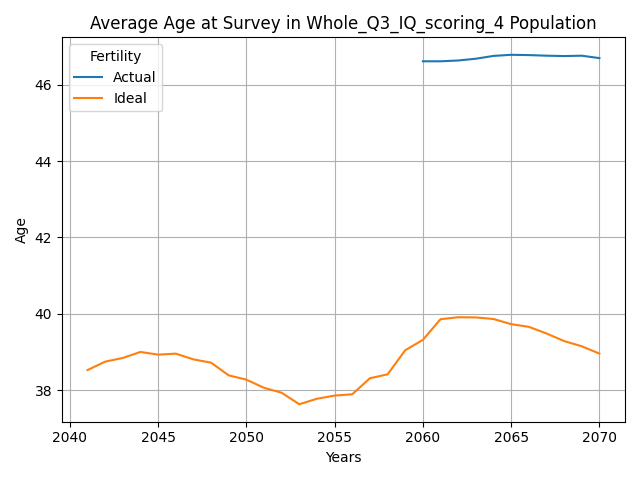 Average Age at Survey in Whole_Q3_IQ_scoring_4 Population
Fertility
Actual
Ideal
46
44
42
40
38
Age
2040 2045 2050 2055 2060 2065 2070
Years